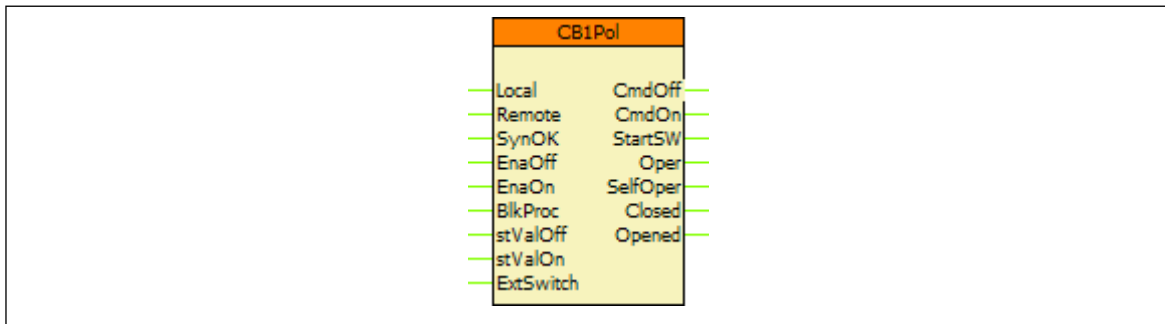 CB1Pol
Local CmdOff
Remote CmdOn
SynOK StartSW
EnaOff Oper
EnaOn SelfOper
BlkProc Closed
stValOff Opened
stValOn
ExtSwitch